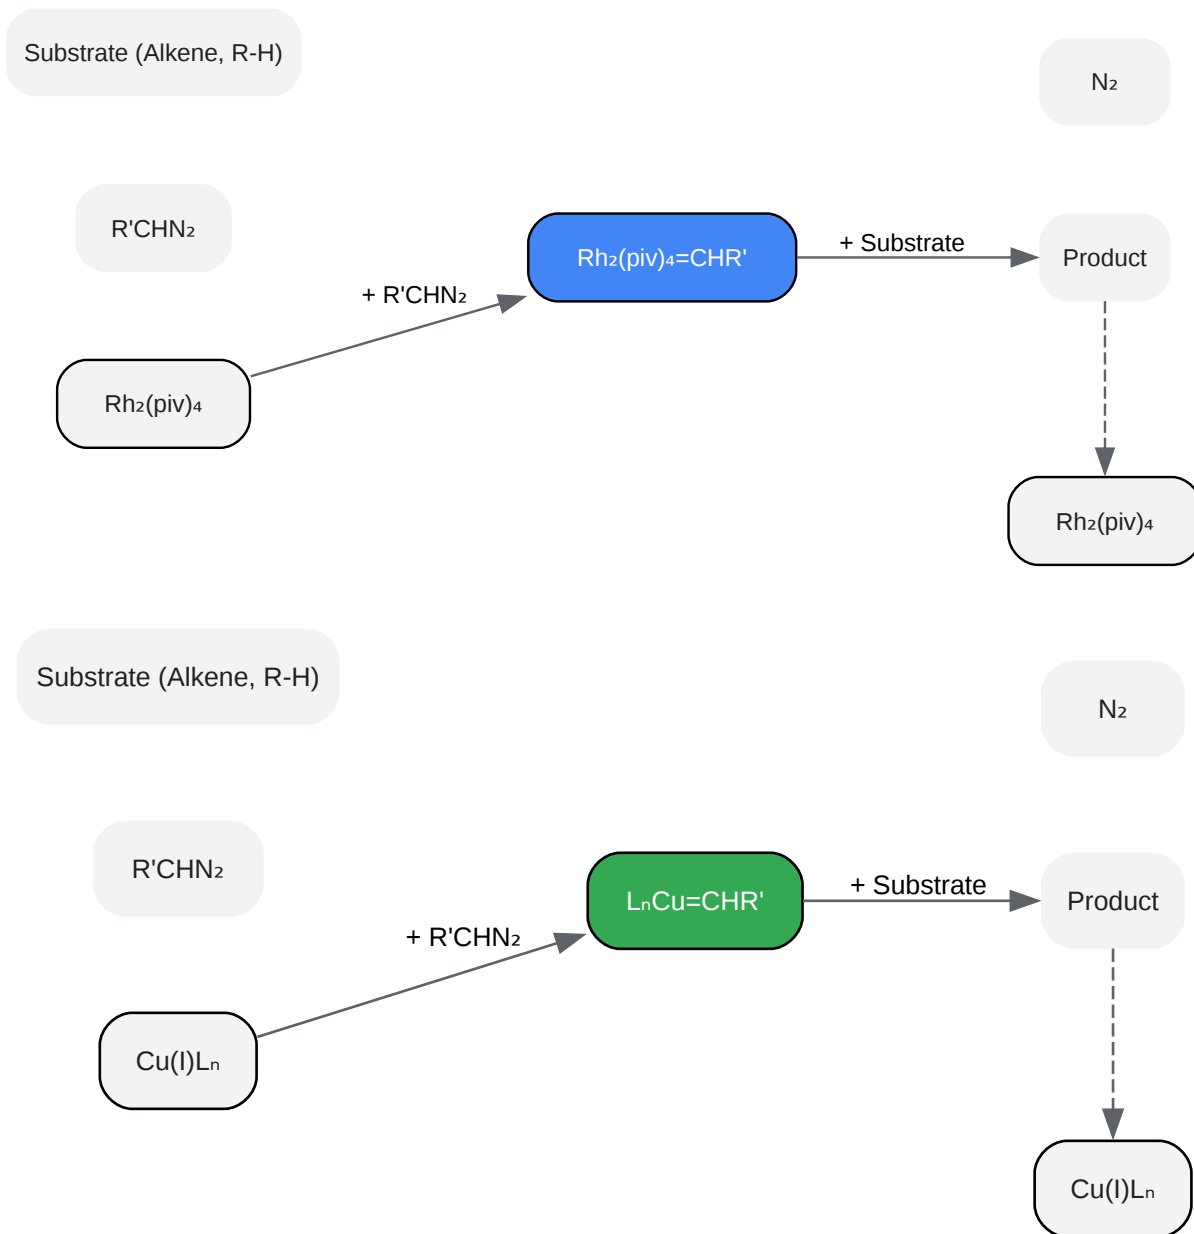 Substrate (Alkene, R-H)
N₂
R'CHN₂
Rh₂(piv)₄=CHR'
+ Substrate
Product
+ R'CHN₂
Rh₂(piv)₄
Rh₂(piv)₄
Substrate (Alkene, R-H)
N₂
R'CHN₂
LₙCu=CHR'
+ Substrate
Product
+ R'CHN₂
Cu(I)Lₙ
Cu(I)Lₙ